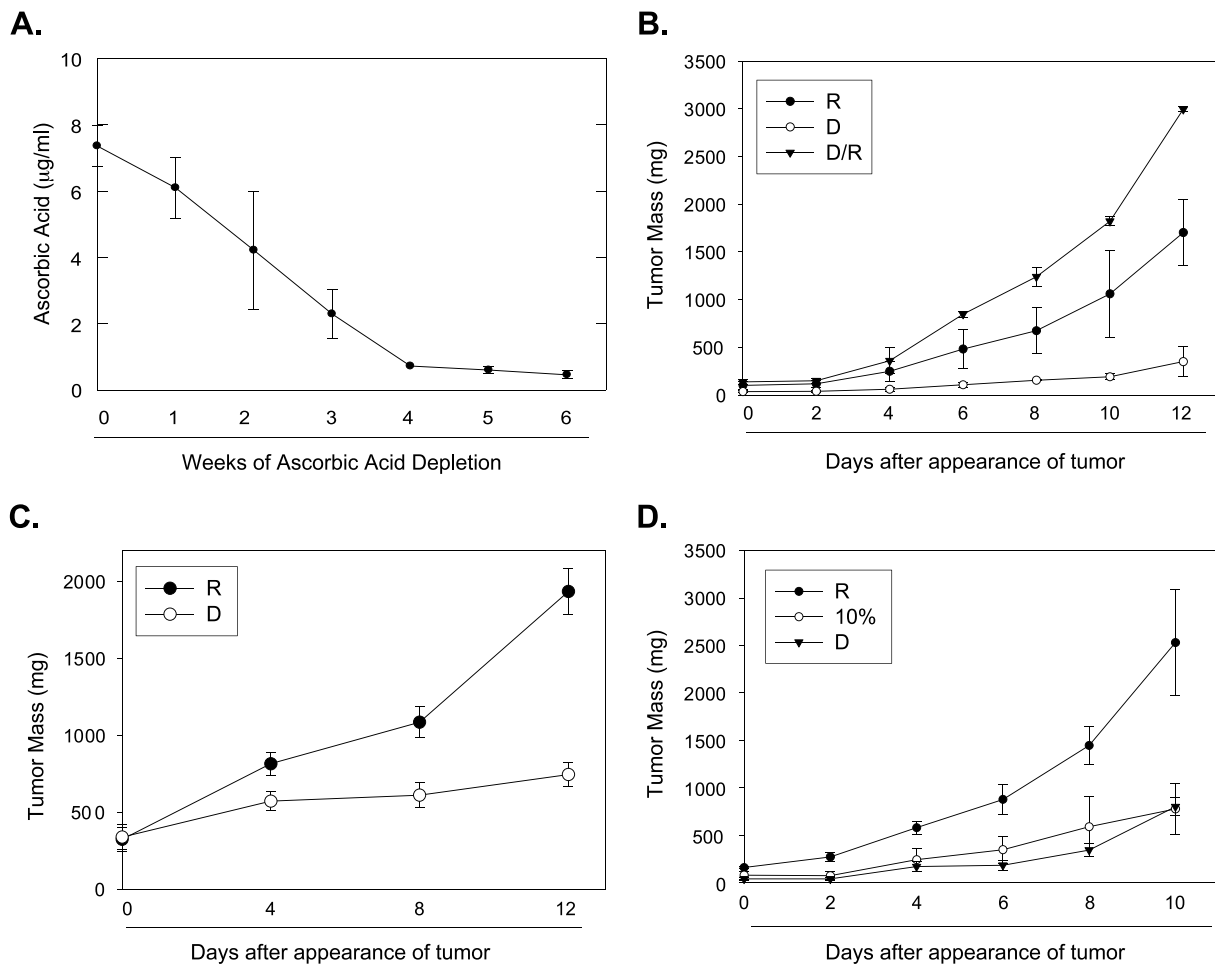 A.
10
8
6
4
2
0
Ascorbic Acid (µg/ml)
0 1 2 3 4 5 6
Weeks of Ascorbic Acid Depletion
B.
3500
3000
2500
2000
1500
1000
500
0
Tumor Mass (mg)
R
D
D/R
0 2 4 6 8 10 12
Days after appearance of tumor
C.
2000
1500
1000
500
0
Tumor Mass (mg)
R
D
0 4 8 12
Days after appearance of tumor
D.
3500
3000
2500
2000
1500
1000
500
0
Tumor Mass (mg)
R
10%
D
0 2 4 6 8 10
Days after appearance of tumor